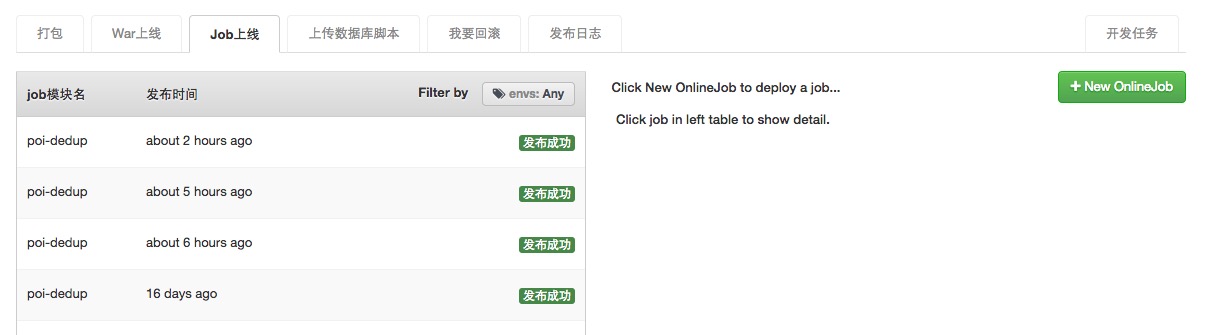 打包 War上线 Job上线 上传数据库脚本 我要回滚 发布日志 开发任务
job模块名 发布时间 Filter by envs: Any
Click New OnlineJob to deploy a job... New OnlineJob
Click job in left table to show detail.
poi-dedup about 2 hours ago 发布成功
poi-dedup about 5 hours ago 发布成功
poi-dedup about 6 hours ago 发布成功
poi-dedup 16 days ago 发布成功